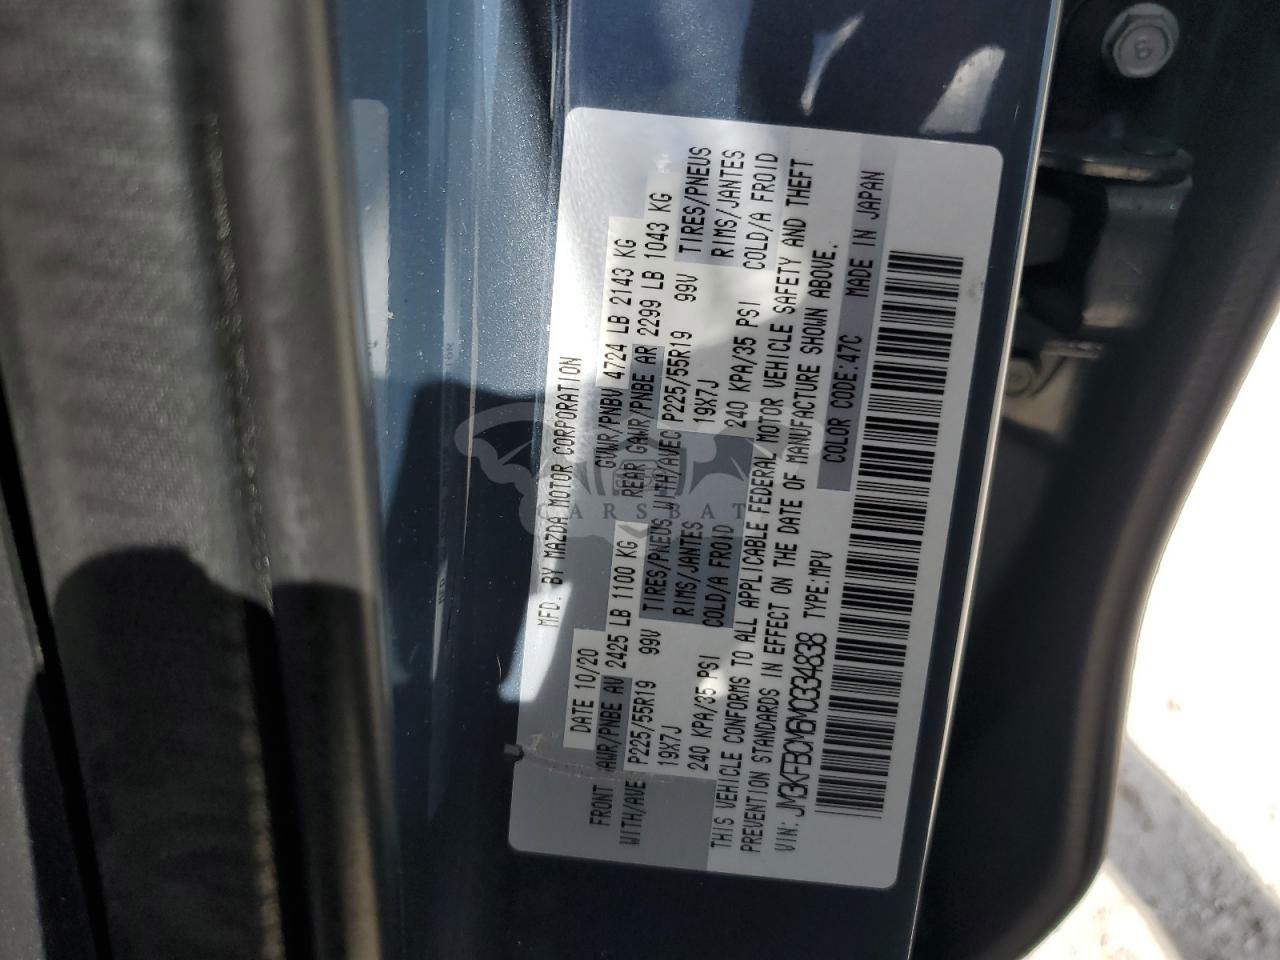 MFD. BY MAZDA MOTOR CORPORATION
DATE 10/20 GVWR/PNBV 4724 LB 2143 KG
FRONT GAWR/PNBE AV 2425 LB 1100 KG REAR GAWR/PNBE AR 2299 LB 1043 KG
WITH/AVEC P225/55R19 99V TIRES/PNEUS WITH/AVEC P225/55R19 99V TIRES/PNEUS
19X7J RIMS/JANTES 19X7J RIMS/JANTES
240 KPA/35 PSI COLD/A FROID 240 KPA/35 PSI COLD/A FROID
THIS VEHICLE CONFORMS TO ALL APPLICABLE FEDERAL MOTOR VEHICLE SAFETY AND THEFT
PREVENTION STANDARDS IN EFFECT ON THE DATE OF MANUFACTURE SHOWN ABOVE.
VIN: JM3KFBCM6M0334838 TYPE:MPV COLOR CODE:47C MADE IN JAPAN
CARSBAT
8